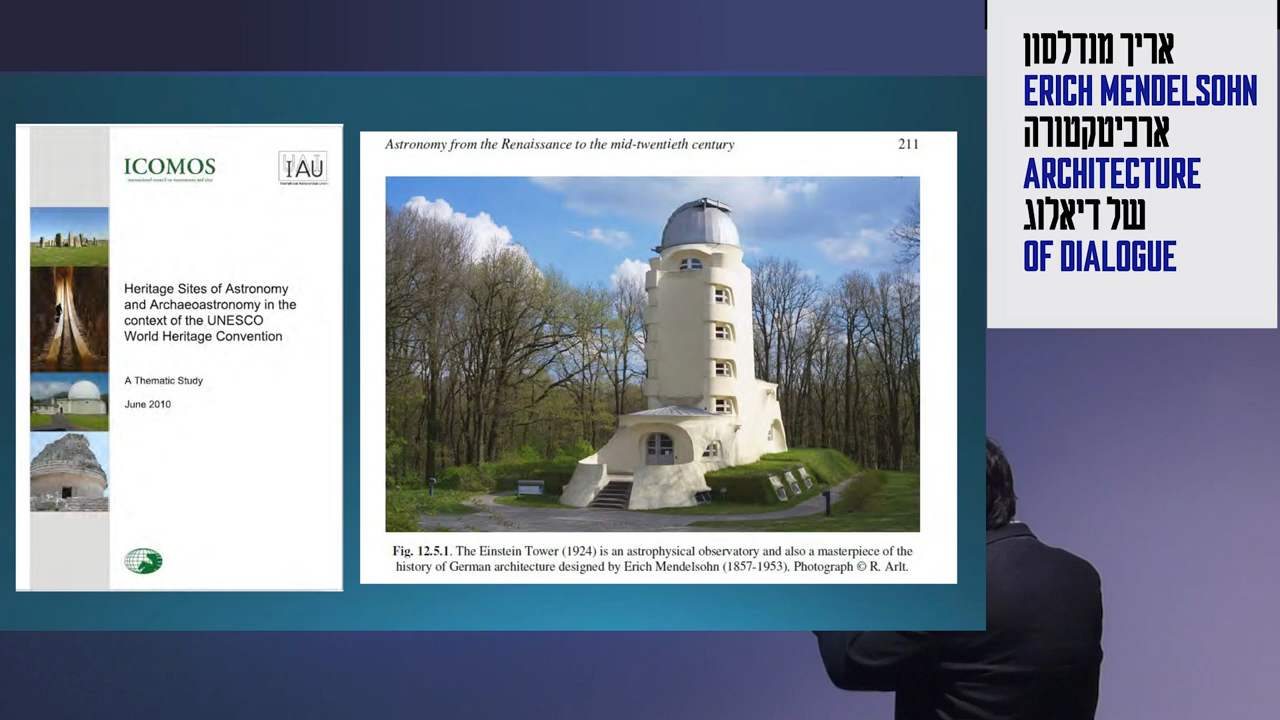 ICOMOS
international council on monuments and sites
IAU
International Astronomical Union
Heritage Sites of Astronomy
and Archaeoastronomy in the
context of the UNESCO
World Heritage Convention
A Thematic Study
June 2010
Astronomy from the Renaissance to the mid-twentieth century 211
Fig. 12.5.1. The Einstein Tower (1924) is an astrophysical observatory and also a masterpiece of the
history of German architecture designed by Erich Mendelsohn (1857-1953). Photograph © R. Arlt.
אריך מנדלסון
ERICH MENDELSOHN
ארכיטקטורה
ARCHITECTURE
של דיאלוג
OF DIALOGUE